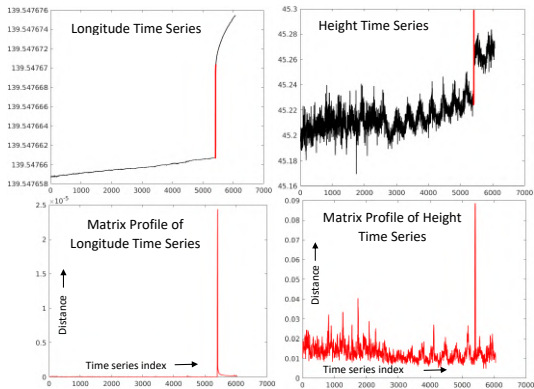 Longitude Time Series
139.547676
139.547674
139.547672
139.54767
139.547668
139.547666
139.547664
139.547662
139.54766
139.547658
0 1000 2000 3000 4000 5000 6000 7000
Height Time Series
45.3
45.28
45.26
45.24
45.22
45.2
45.18
45.16
0 1000 2000 3000 4000 5000 6000 7000
Matrix Profile of
Longitude Time Series
×10-5
2.5
2
1.5
1
0.5
0
Distance
Time series index
0 1000 2000 3000 4000 5000 6000 7000
Matrix Profile of Height
Time Series
0.09
0.08
0.07
0.06
0.05
0.04
0.03
0.02
0.01
0
Distance
Time series index
0 1000 2000 3000 4000 5000 6000 7000